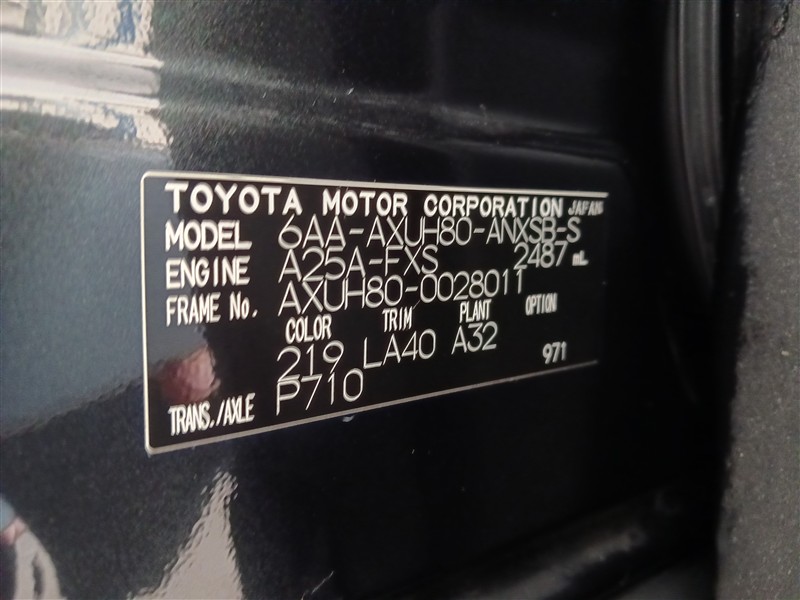 TOYOTA MOTOR CORPORATION JAPAN
MODEL 6AA-AXUH80-ANXSB-S
ENGINE A25A-FXS 2487 mL
FRAME No. AXUH80-0028011
COLOR TRIM PLANT OPTION
219 LA40 A32 971
TRANS./AXLE P710